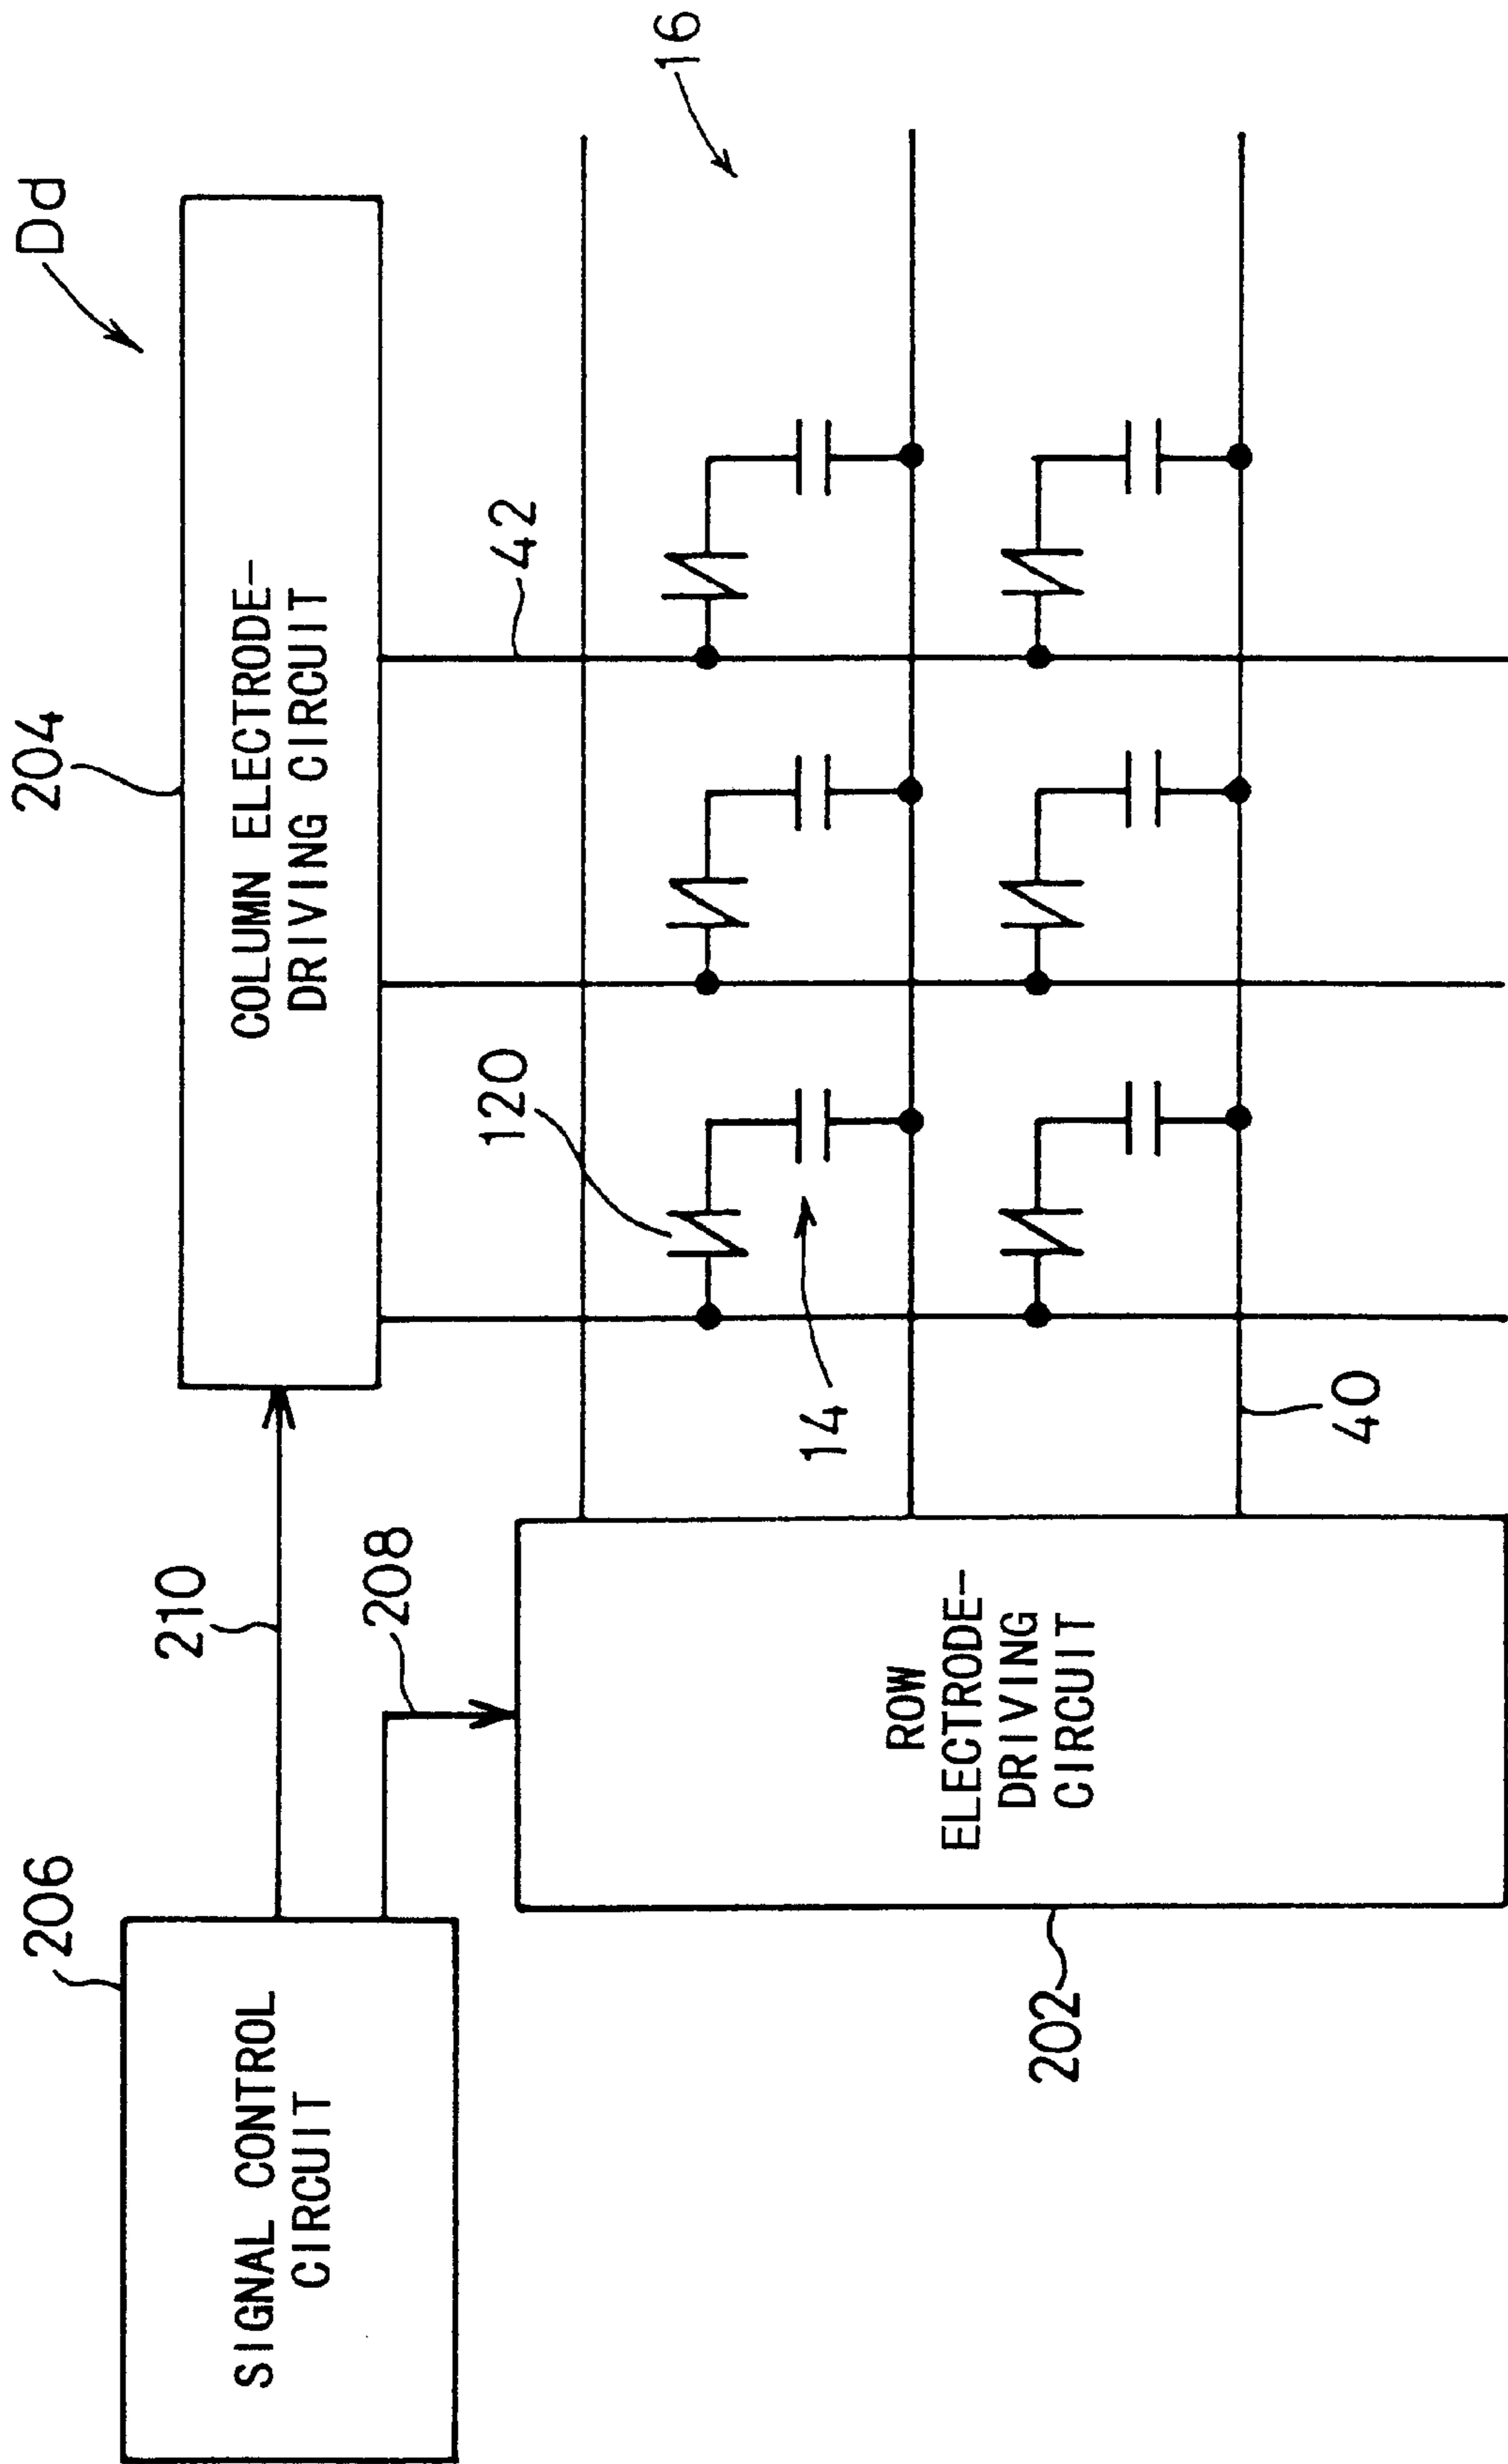 Dd
204
COLUMN ELECTRODE-
DRIVING CIRCUIT
206
SIGNAL CONTROL
CIRCUIT
210
208
42
16
120
14
ROW
ELECTRODE-
DRIVING
CIRCUIT
202
40